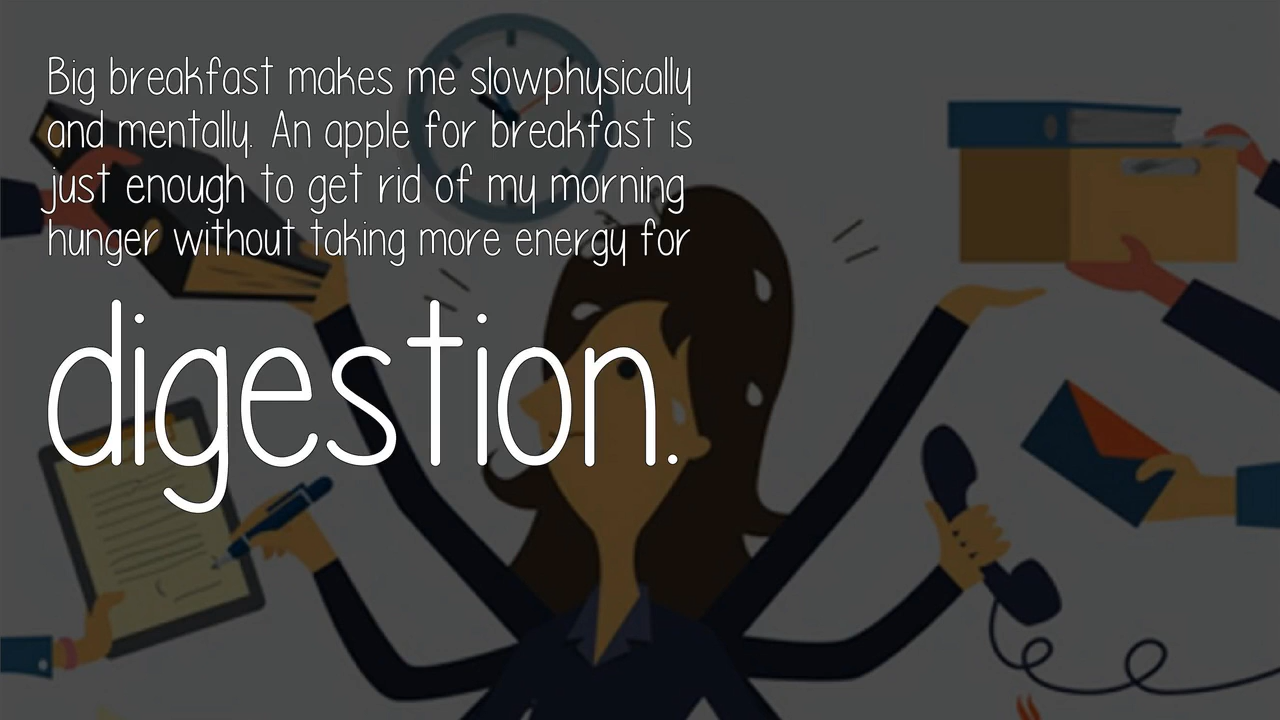 Big breakfast makes me slowphysically
and mentally. An apple for breakfast is
just enough to get rid of my morning
hunger without taking more energy for
digestion.